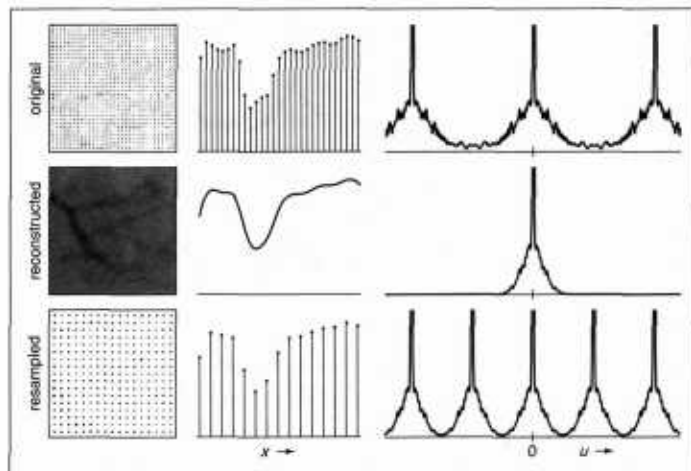 original
reconstructed
resampled
x →
0
u →